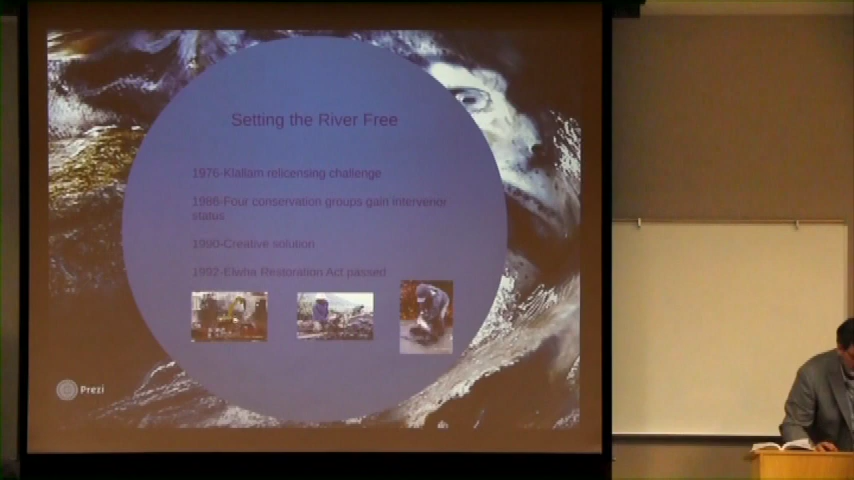 Setting the River Free
1976-Klallam relicensing challenge
1986-Four conservation groups gain intervenor
status
1990-Creative solution
1992-Elwha Restoration Act passed
Prezi